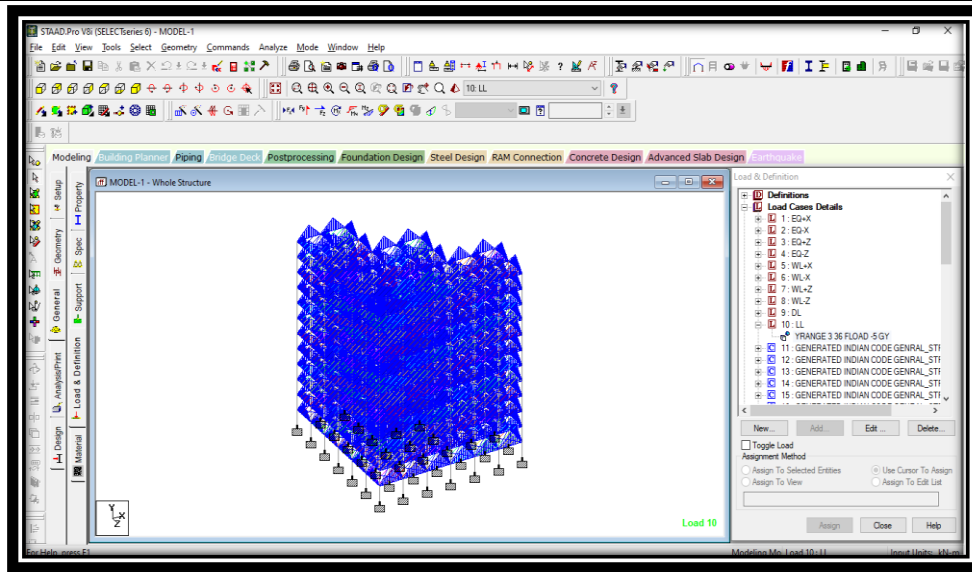 STAAD.Pro V8i (SELECTseries 6) - MODEL-1
File Edit View Tools Select Geometry Commands Analyze Mode Window Help
10: LL
Modeling Building Planner Piping Bridge Deck Postprocessing Foundation Design Steel Design RAM Connection Concrete Design Advanced Slab Design Earthquake
Setup
Geometry
General
Analysis/Print
Design
Property
Spec
Support
Load & Definition
Material
MODEL-1 - Whole Structure
Y
X
Z
Load 10
Load & Definition
Definitions
Load Cases Details
1 : EQ+X
2 : EQ-X
3 : EQ+Z
4 : EQ-Z
5 : WL+X
6 : WL-X
7 : WL+Z
8 : WL-Z
9 : DL
10 : LL
YRANGE 3 36 FLOAD -5 GY
11 : GENERATED INDIAN CODE GENRAL_STR
12 : GENERATED INDIAN CODE GENRAL_STR
13 : GENERATED INDIAN CODE GENRAL_STR
14 : GENERATED INDIAN CODE GENRAL_STR
15 : GENERATED INDIAN CODE GENRAL_STR
New... Add... Edit ... Delete...
Toggle Load
Assignment Method
Assign To Selected Entities Use Cursor To Assign
Assign To View Assign To Edit List
Assign Close Help
For Help, press F1
Modeling Mo Load 10 : LL Input Units: kN-m